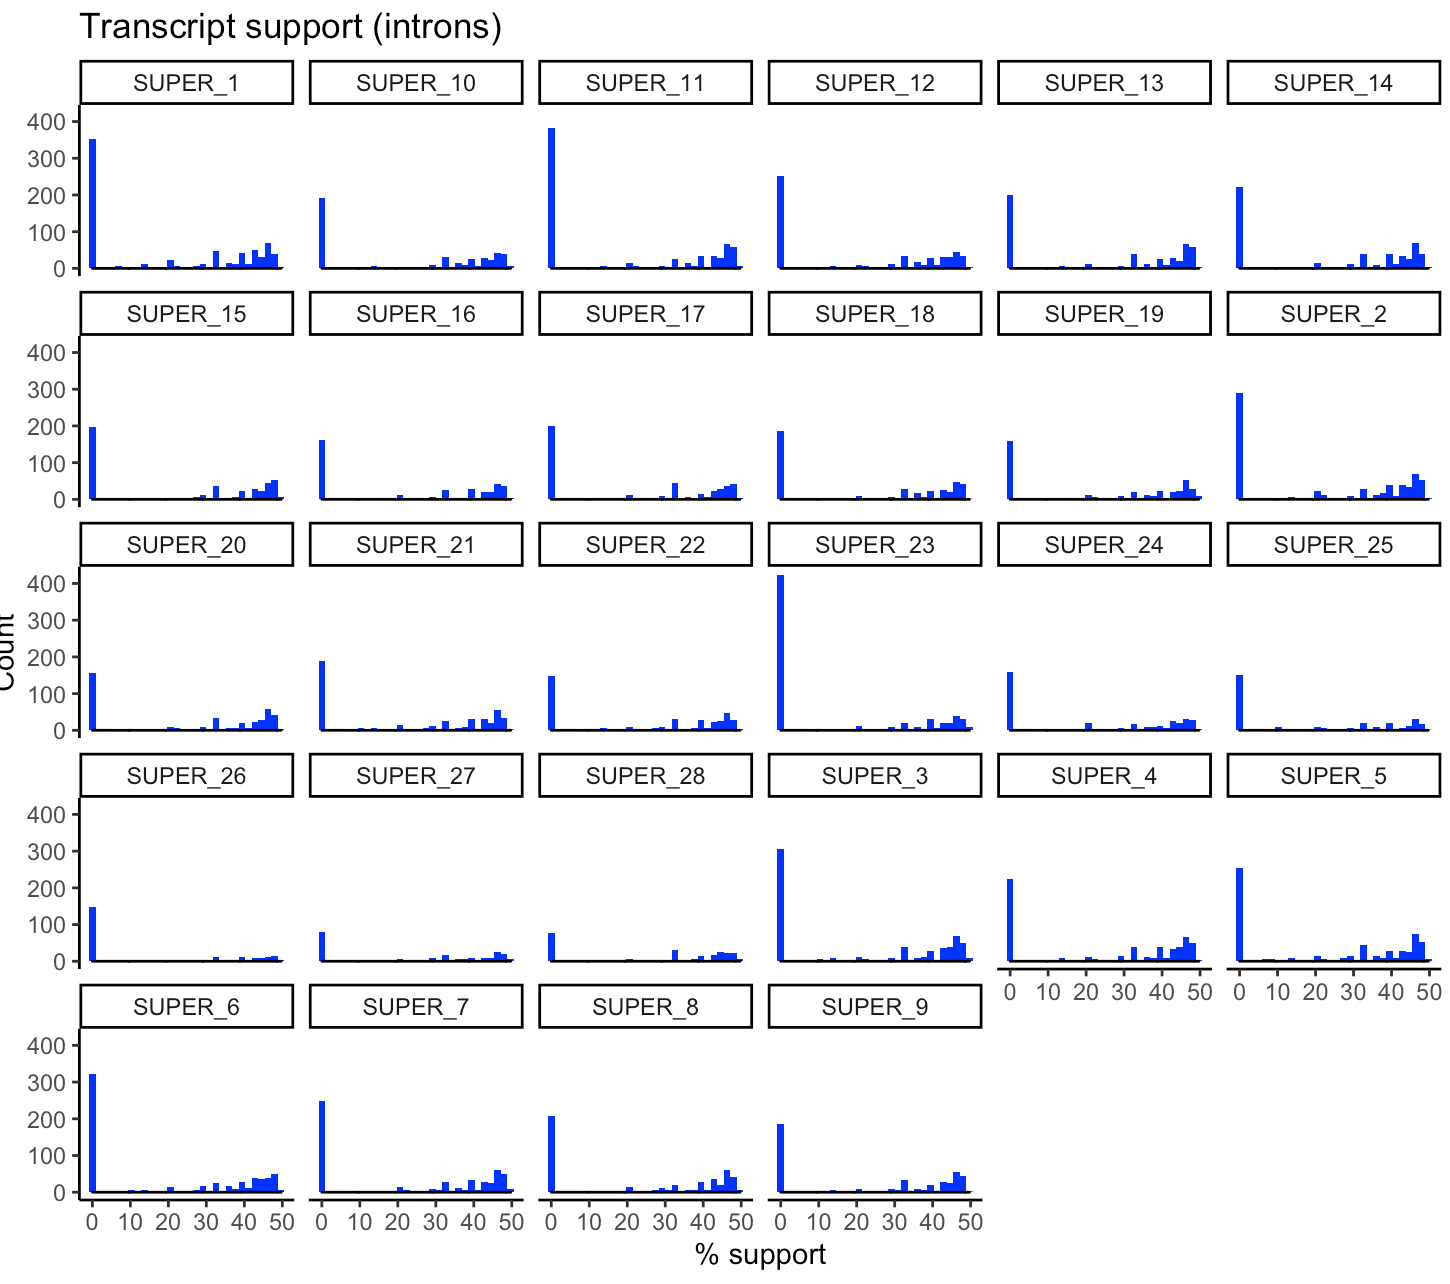 Transcript support (introns)
SUPER_1 SUPER_10 SUPER_11 SUPER_12 SUPER_13 SUPER_14
400
300
200
100
0
SUPER_15 SUPER_16 SUPER_17 SUPER_18 SUPER_19 SUPER_2
400
300
200
100
0
SUPER_20 SUPER_21 SUPER_22 SUPER_23 SUPER_24 SUPER_25
400
300
200
100
0
Count
SUPER_26 SUPER_27 SUPER_28 SUPER_3 SUPER_4 SUPER_5
400
300
200
100
0
0 10 20 30 40 50 0 10 20 30 40 50
SUPER_6 SUPER_7 SUPER_8 SUPER_9
400
300
200
100
0
0 10 20 30 40 50 0 10 20 30 40 50 0 10 20 30 40 50 0 10 20 30 40 50
% support